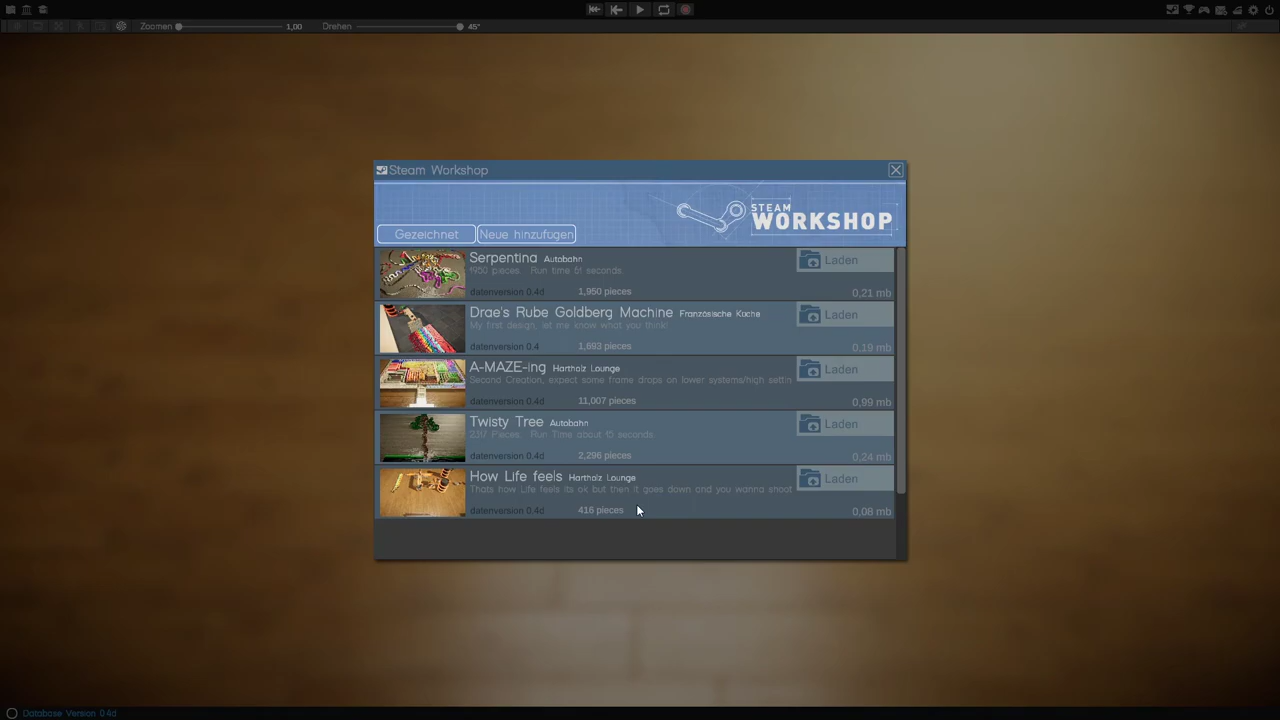 Zoomen 1,00 Drehen 45°
Steam Workshop
STEAM
WORKSHOP
Gezeichnet Neue hinzufügen
Serpentina Autobahn Laden
1950 pieces. Run time 51 seconds.
datenversion 0.4d 1,950 pieces 0,21 mb
Drae's Rube Goldberg Machine Französische Küche Laden
My first design, let me know what you think!
datenversion 0.4 1,693 pieces 0,19 mb
A-MAZE-ing Hartholz Lounge Laden
Second Creation, expect some frame drops on lower systems/high settin
datenversion 0.4d 11,007 pieces 0,99 mb
Twisty Tree Autobahn Laden
2317 Pieces. Run Time about 15 seconds.
datenversion 0.4d 2,296 pieces 0,24 mb
How Life feels Hartholz Lounge Laden
Thats how Life feels its ok but then it goes down and you wanna shoot
datenversion 0.4d 416 pieces 0,08 mb
Database Version 0.4d